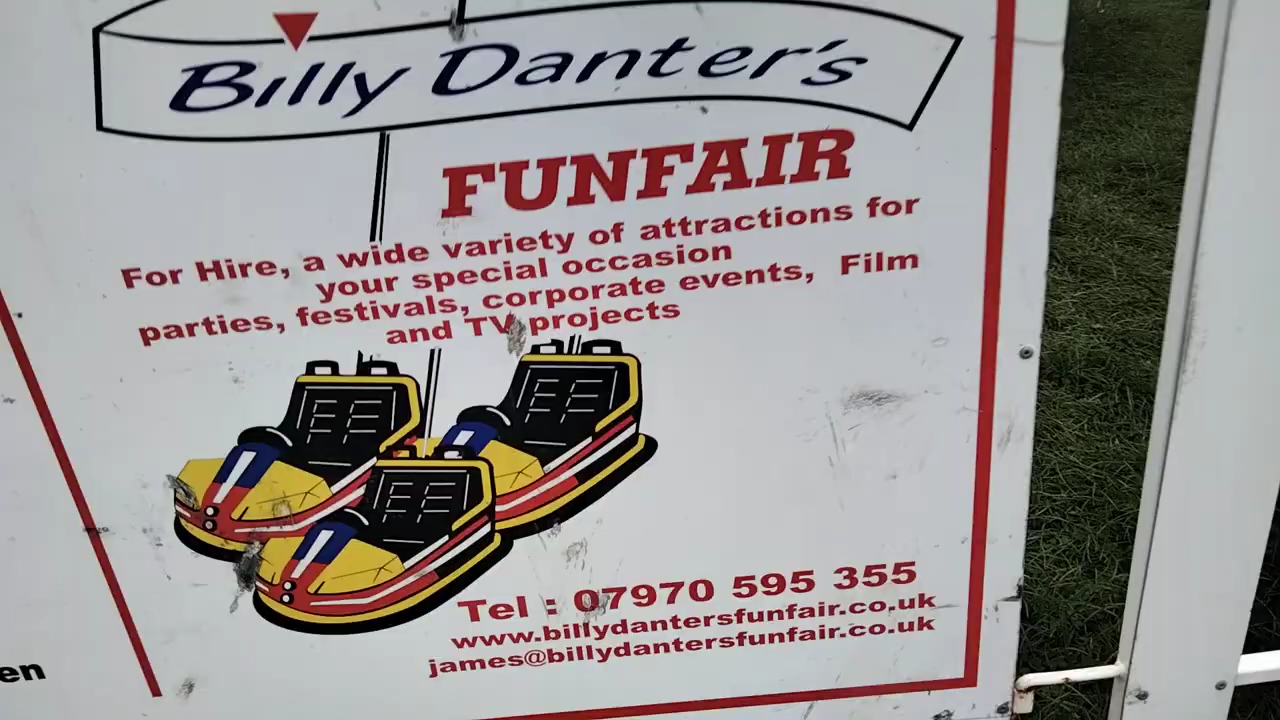 Billy Danter's
FUNFAIR
For Hire, a wide variety of attractions for
your special occasion
parties, festivals, corporate events, Film
and TV projects
Tel : 07970 595 355
www.billydantersfunfair.co.uk
james@billydantersfunfair.co.uk
en